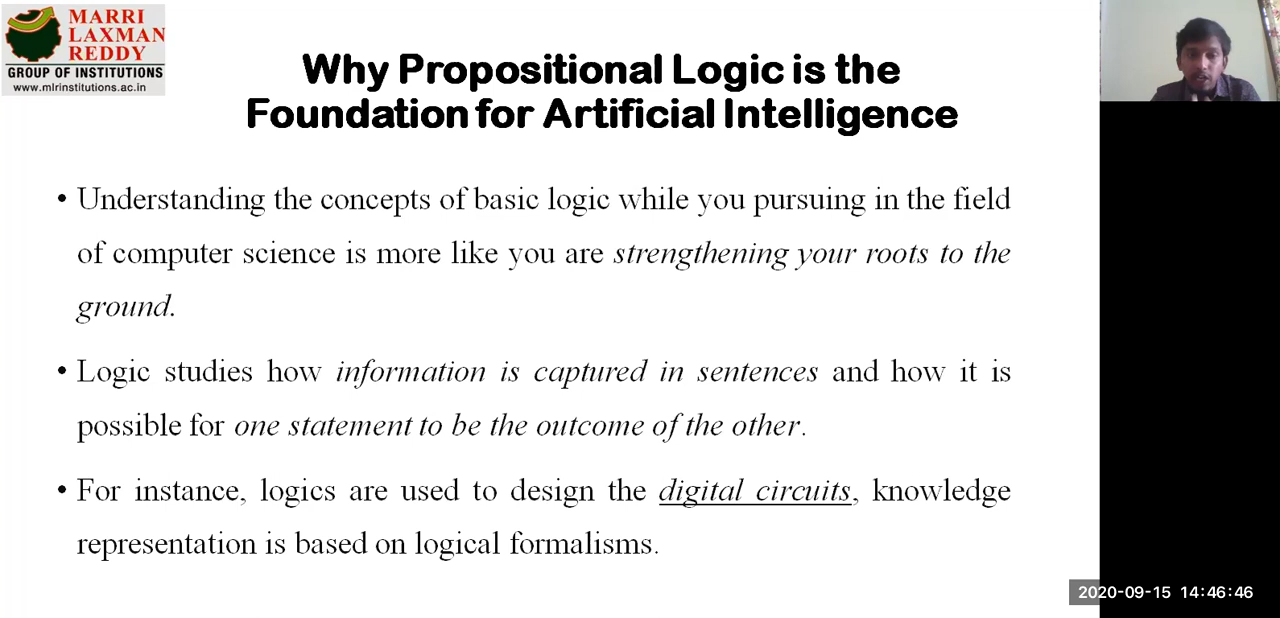 MARRI
LAXMAN
REDDY
GROUP OF INSTITUTIONS
www.mlrinstitutions.ac.in
Why Propositional Logic is the
Foundation for Artificial Intelligence
• Understanding the concepts of basic logic while you pursuing in the field
of computer science is more like you are strengthening your roots to the
ground.
• Logic studies how information is captured in sentences and how it is
possible for one statement to be the outcome of the other.
• For instance, logics are used to design the digital circuits, knowledge
representation is based on logical formalisms.
2020-09-15 14:46:46